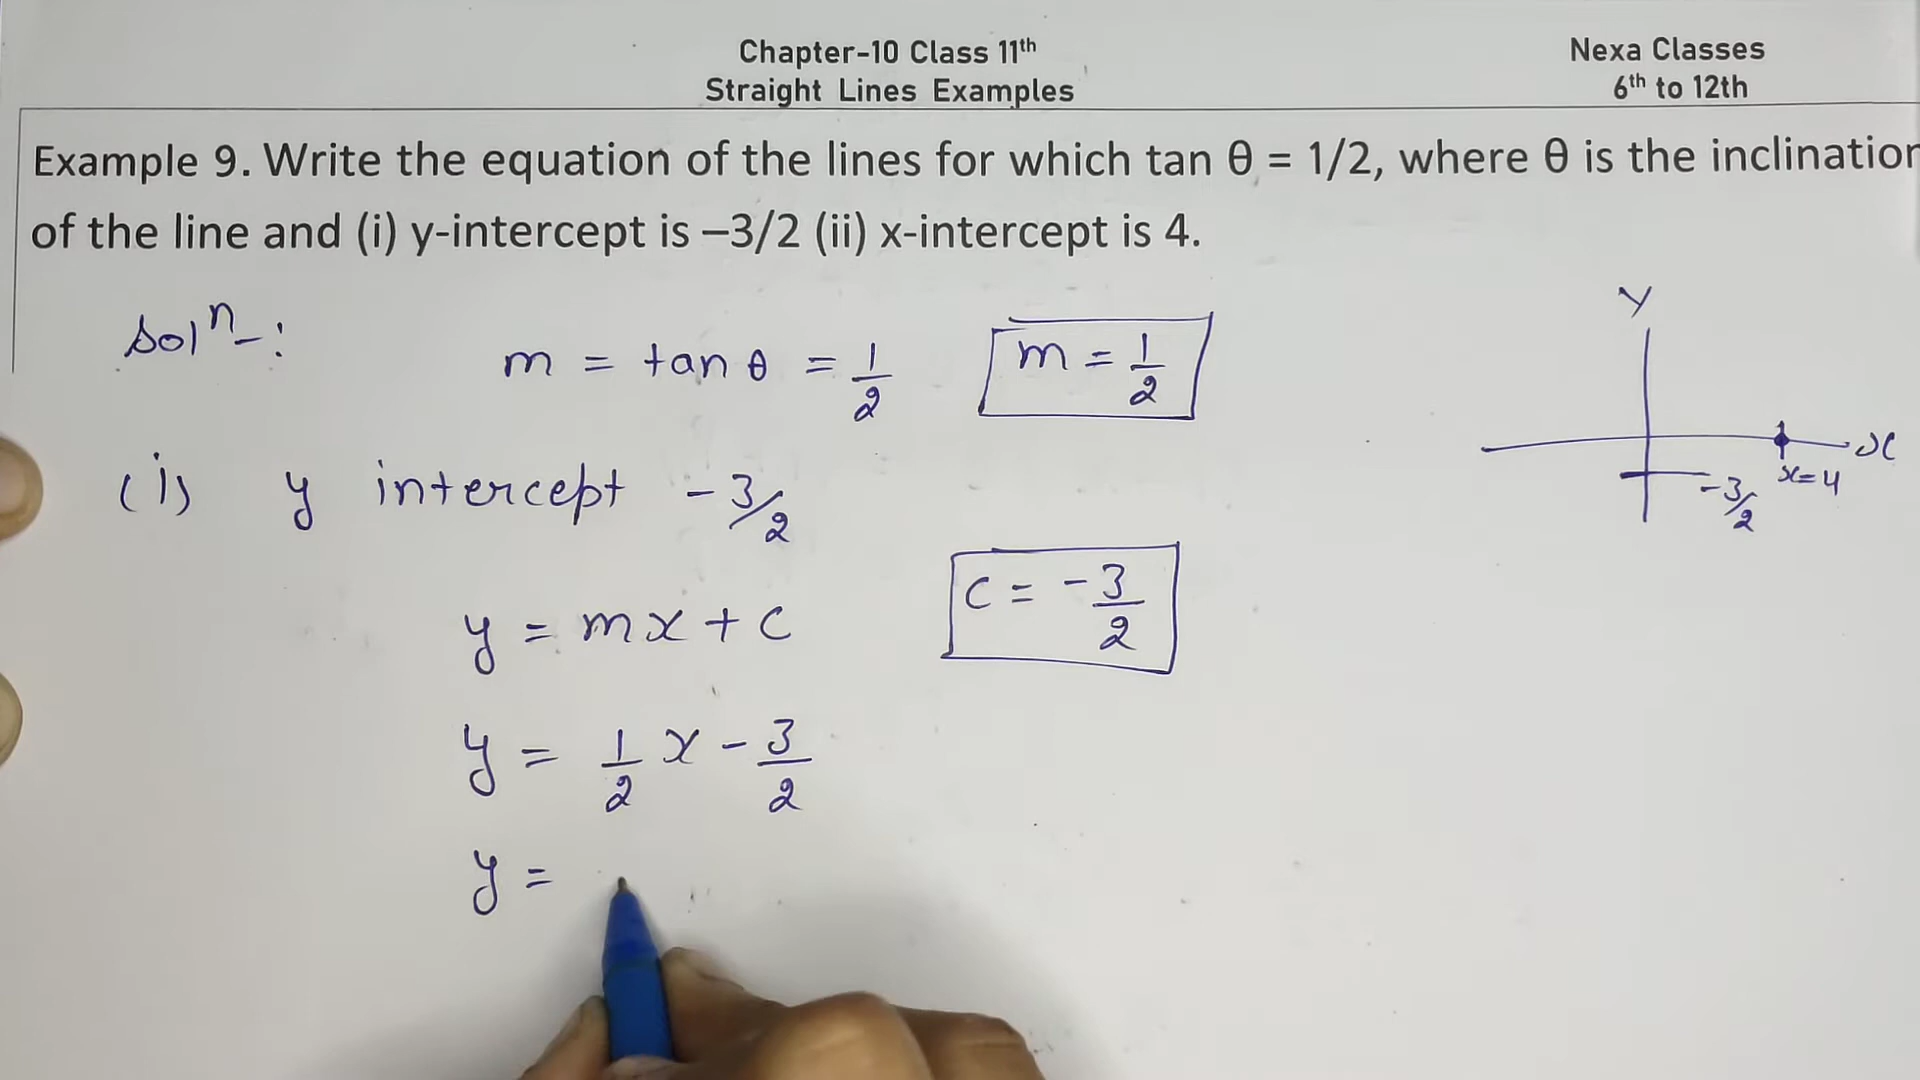 Chapter-10 Class 11th
Straight Lines Examples
Nexa Classes
6th to 12th
Example 9. Write the equation of the lines for which tan θ = 1/2, where θ is the inclination
of the line and (i) y-intercept is –3/2 (ii) x-intercept is 4.
Solⁿ-:
m = tan θ = 1/2
m = 1/2
Y
x
x=4
-3/2
(i) y intercept -3/2
y = mx + c
c = -3/2
y = 1/2 x - 3/2
y =